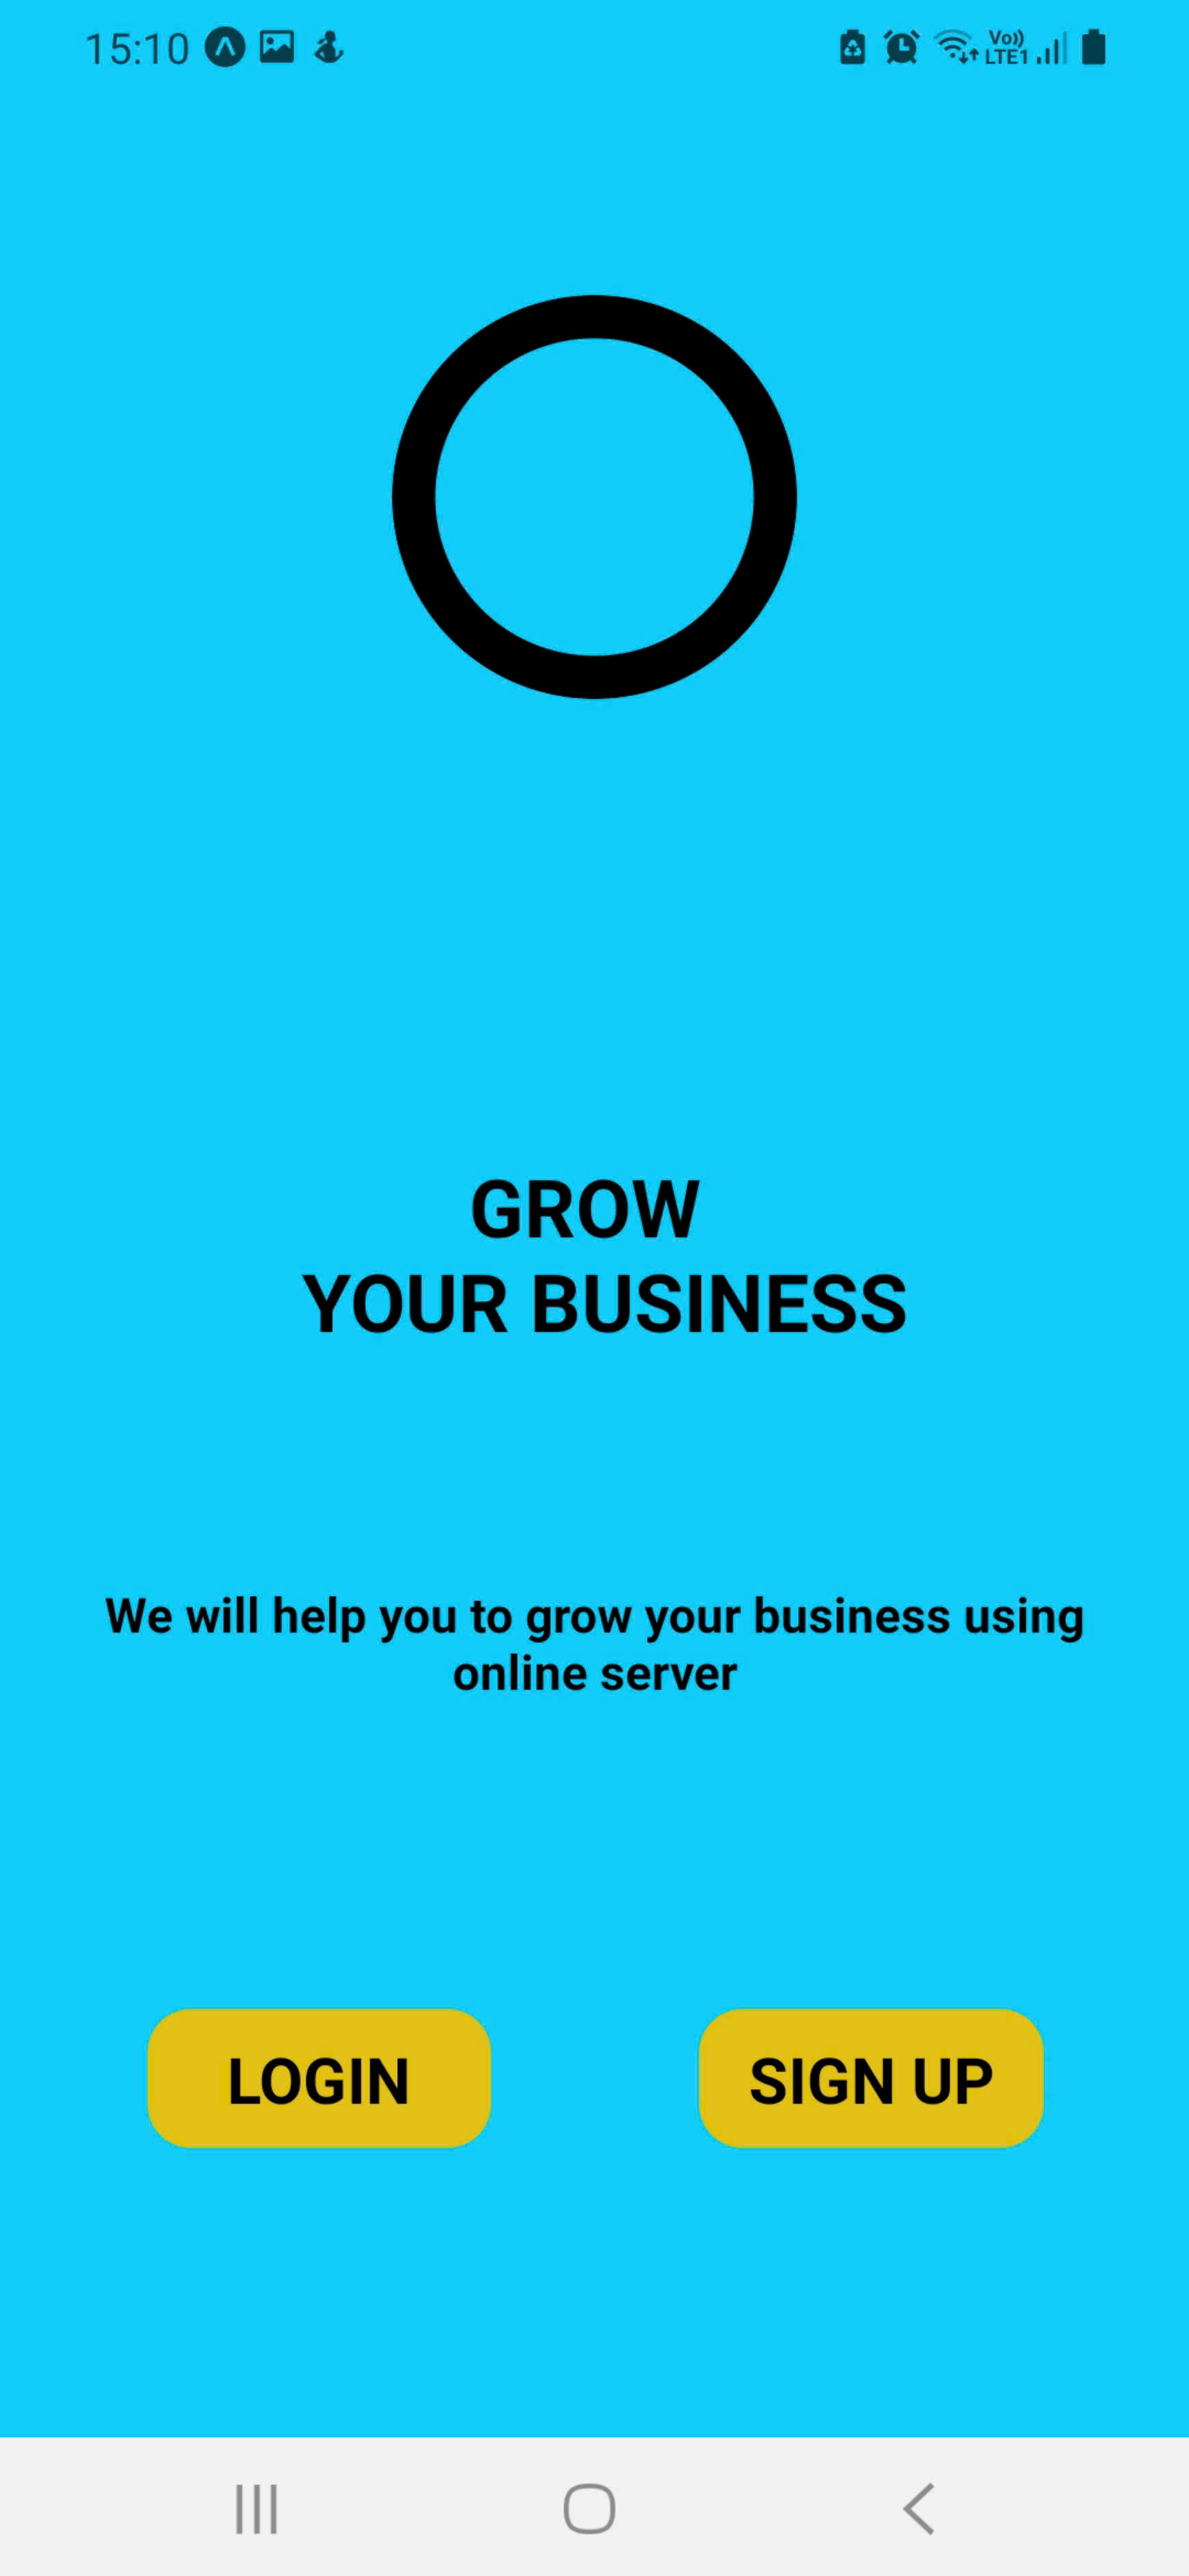 15:10
Vo))
LTE1
GROW
YOUR BUSINESS
We will help you to grow your business using
online server
LOGIN
SIGN UP